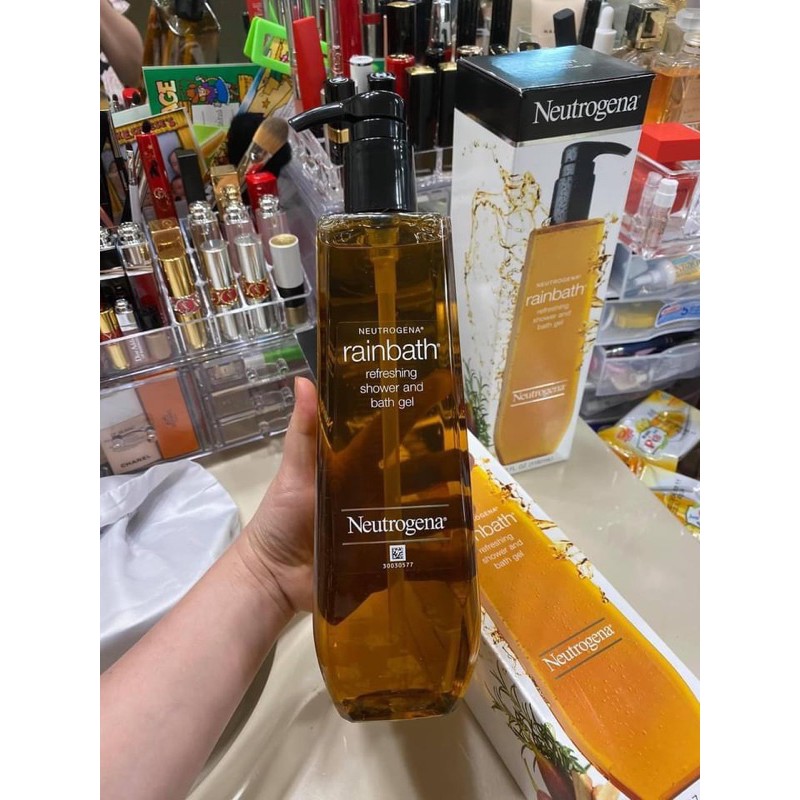 NEUTROGENA®
rainbath®
refreshing
shower and
bath gel
Neutrogena®
30030577
Neutrogena®
NEUTROGENA®
rainbath®
refreshing
shower and
bath gel
Neutrogena®
nbath®
refreshing
shower and
bath gel
Neutrogena®
CHANEL